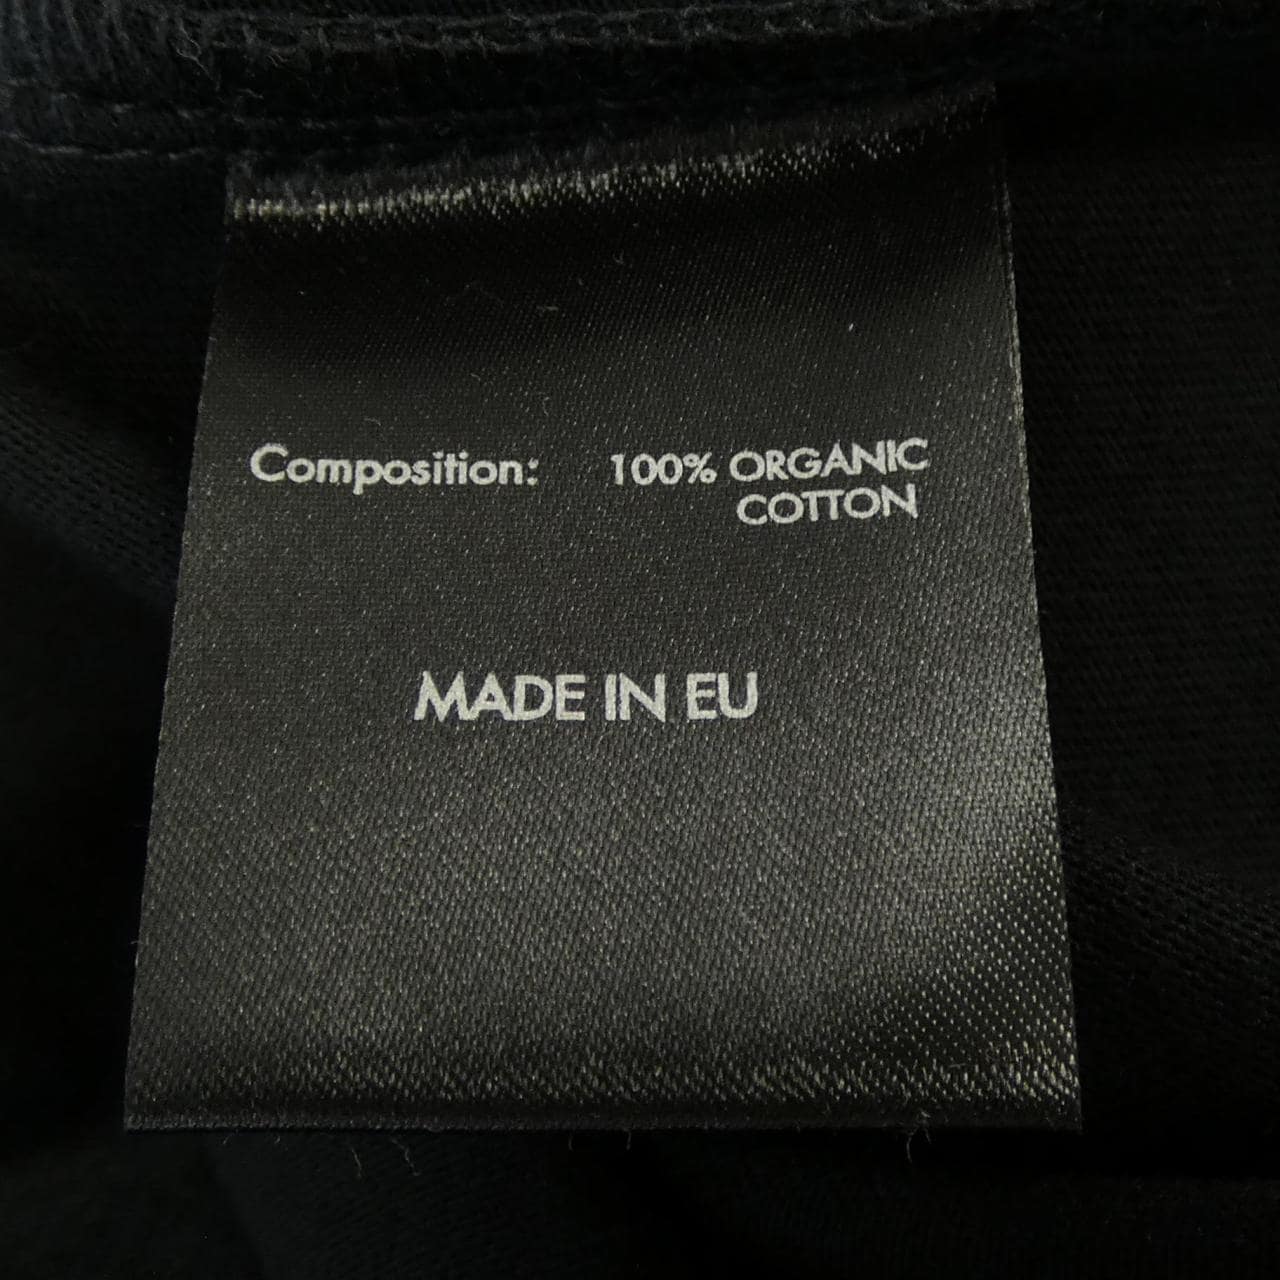 Composition: 100% ORGANIC
COTTON
MADE IN EU